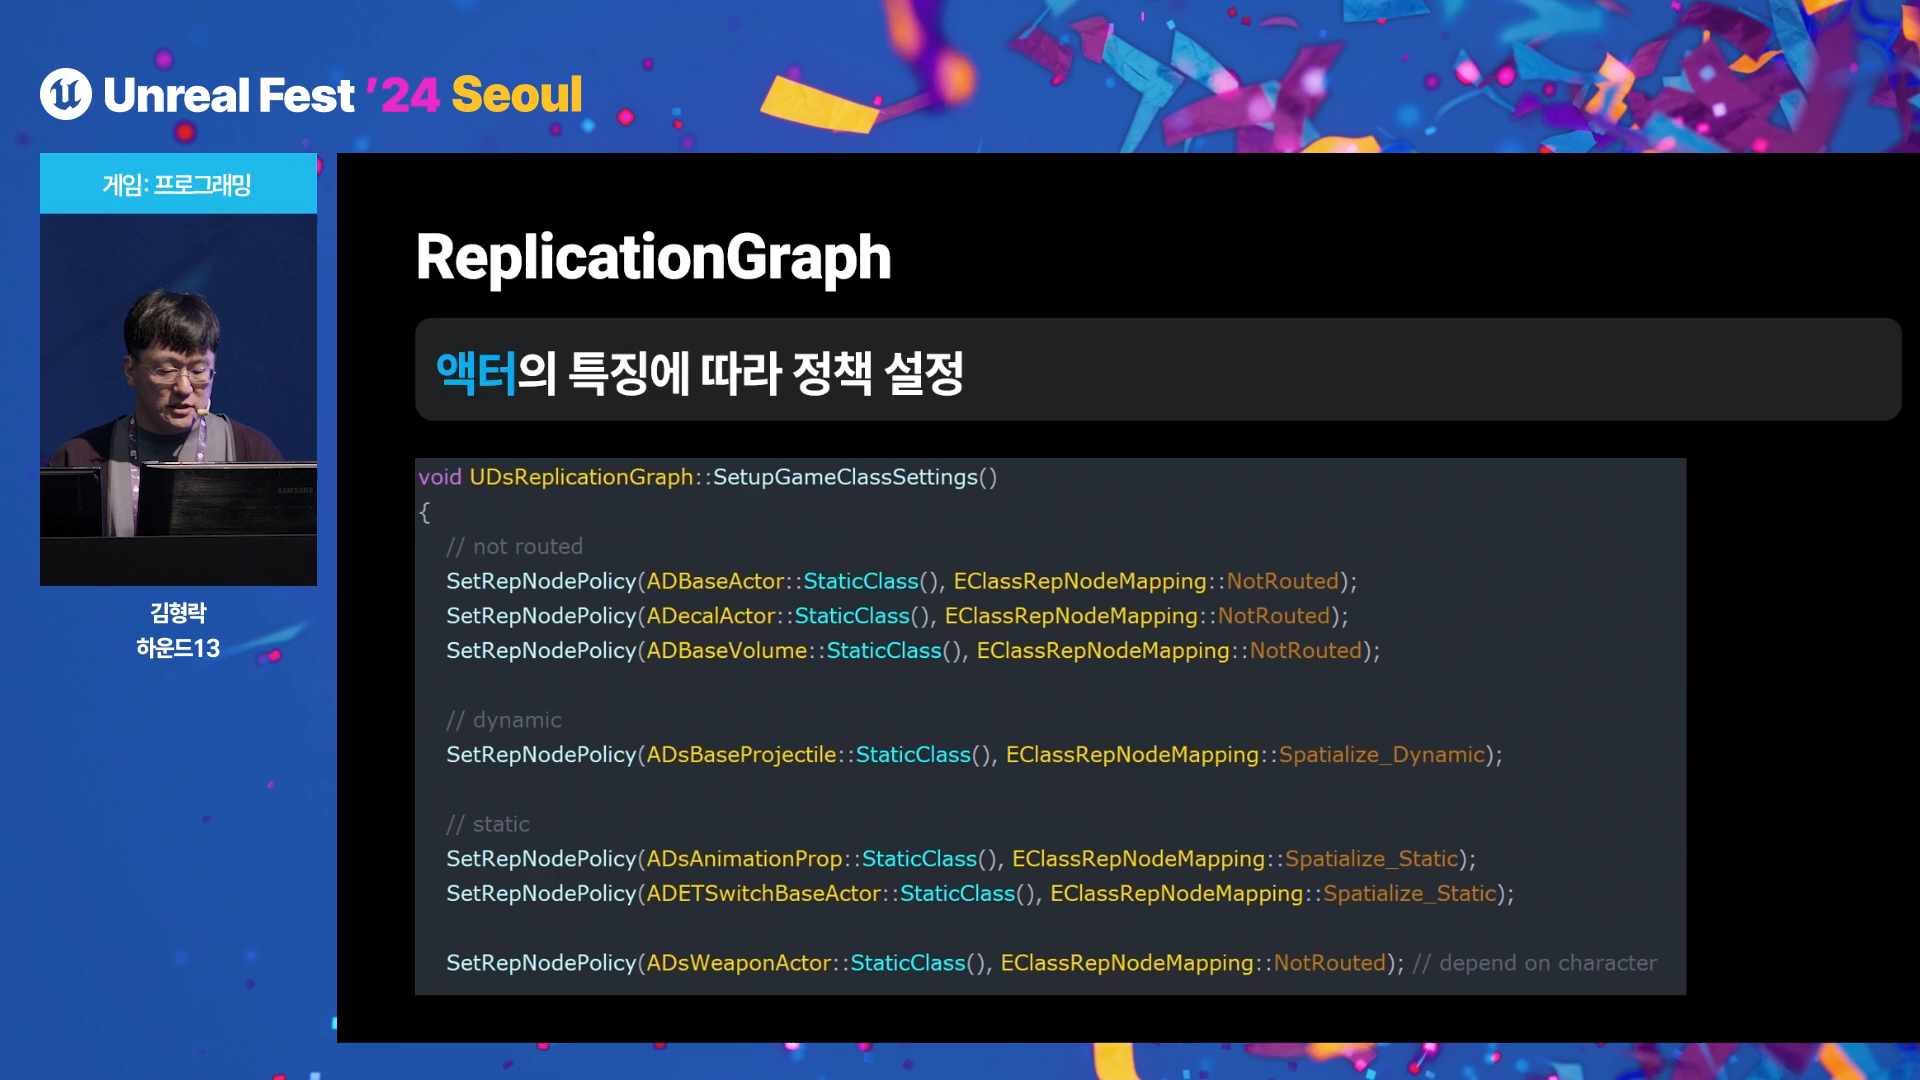 Unreal Fest '24 Seoul
게임: 프로그래밍
SAMSUNG
김형락
하운드13
ReplicationGraph
액터의 특징에 따라 정책 설정
void UDsReplicationGraph::SetupGameClassSettings()
{
// not routed
SetRepNodePolicy(ADBaseActor::StaticClass(), EClassRepNodeMapping::NotRouted);
SetRepNodePolicy(ADecalActor::StaticClass(), EClassRepNodeMapping::NotRouted);
SetRepNodePolicy(ADBaseVolume::StaticClass(), EClassRepNodeMapping::NotRouted);
// dynamic
SetRepNodePolicy(ADsBaseProjectile::StaticClass(), EClassRepNodeMapping::Spatialize_Dynamic);
// static
SetRepNodePolicy(ADsAnimationProp::StaticClass(), EClassRepNodeMapping::Spatialize_Static);
SetRepNodePolicy(ADETSwitchBaseActor::StaticClass(), EClassRepNodeMapping::Spatialize_Static);
SetRepNodePolicy(ADsWeaponActor::StaticClass(), EClassRepNodeMapping::NotRouted); // depend on character